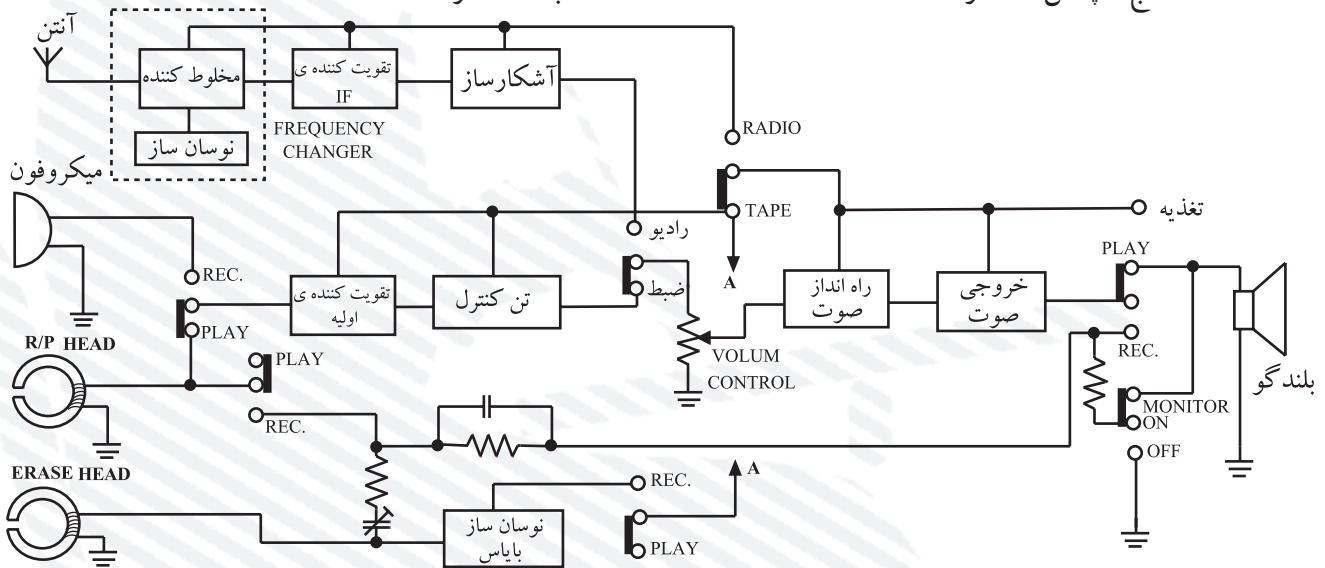 آنتن
مخلوط کننده
تقویت کننده ی
IF
آشکارساز
نوسان ساز
FREQUENCY
CHANGER
RADIO
TAPE
A
میکروفون
REC.
PLAY
تقویت کننده ی
اولیه
تن کنترل
رادیو
ضبط
VOLUM
CONTROL
راه انداز
صوت
خروجی
صوت
تغذیه
PLAY
REC.
بلندگو
MONITOR
ON
OFF
R/P HEAD
PLAY
REC.
ERASE HEAD
نوسان ساز
بایاس
REC.
PLAY
A